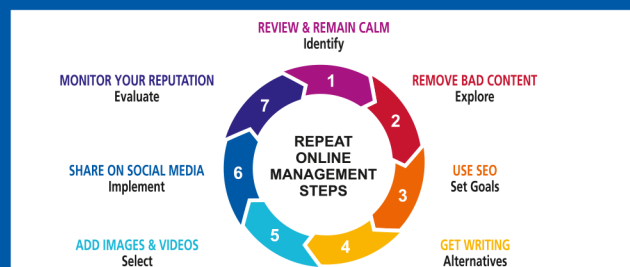 REVIEW & REMAIN CALM
Identify
1
REMOVE BAD CONTENT
Explore
2
USE SEO
Set Goals
3
GET WRITING
Alternatives
4
ADD IMAGES & VIDEOS
Select
5
SHARE ON SOCIAL MEDIA
Implement
6
MONITOR YOUR REPUTATION
Evaluate
7
REPEAT
ONLINE
MANAGEMENT
STEPS